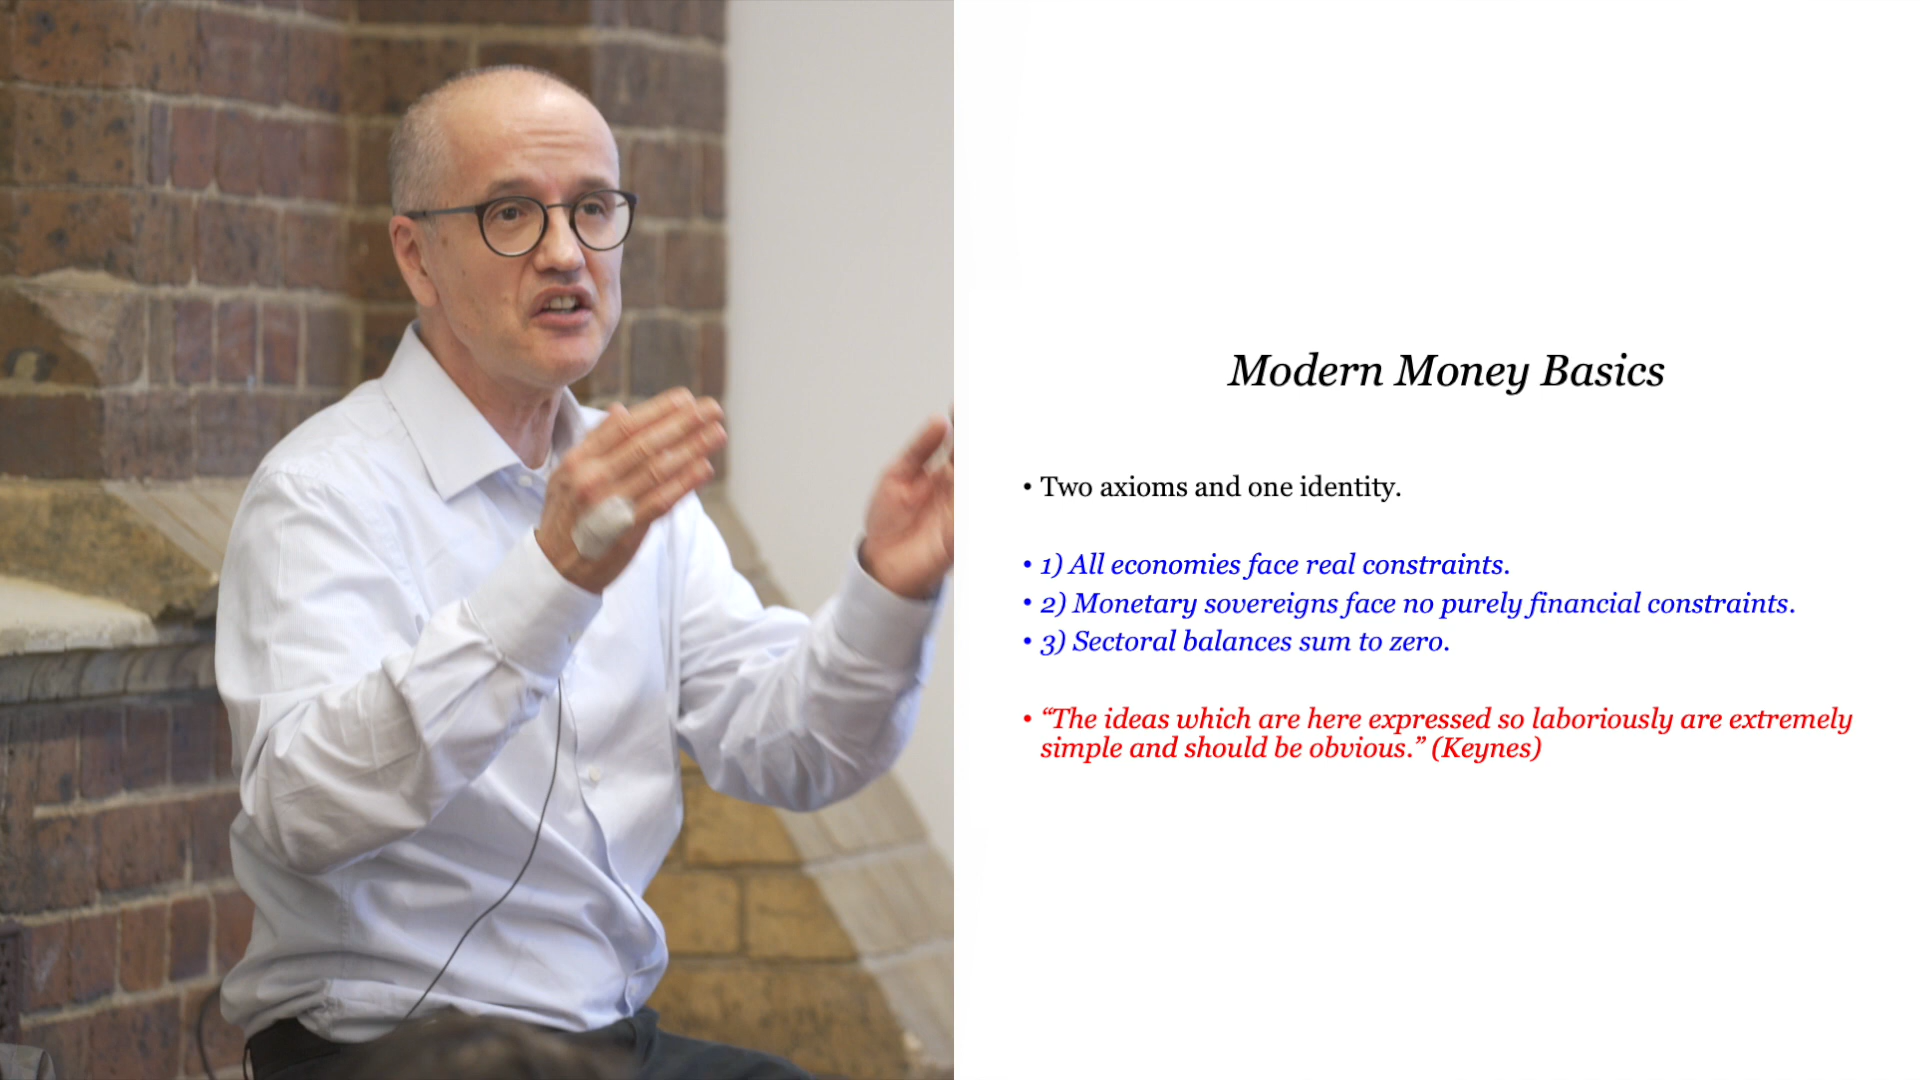 Modern Money Basics
• Two axioms and one identity.
• 1) All economies face real constraints.
• 2) Monetary sovereigns face no purely financial constraints.
• 3) Sectoral balances sum to zero.
• “The ideas which are here expressed so laboriously are extremely
simple and should be obvious.” (Keynes)